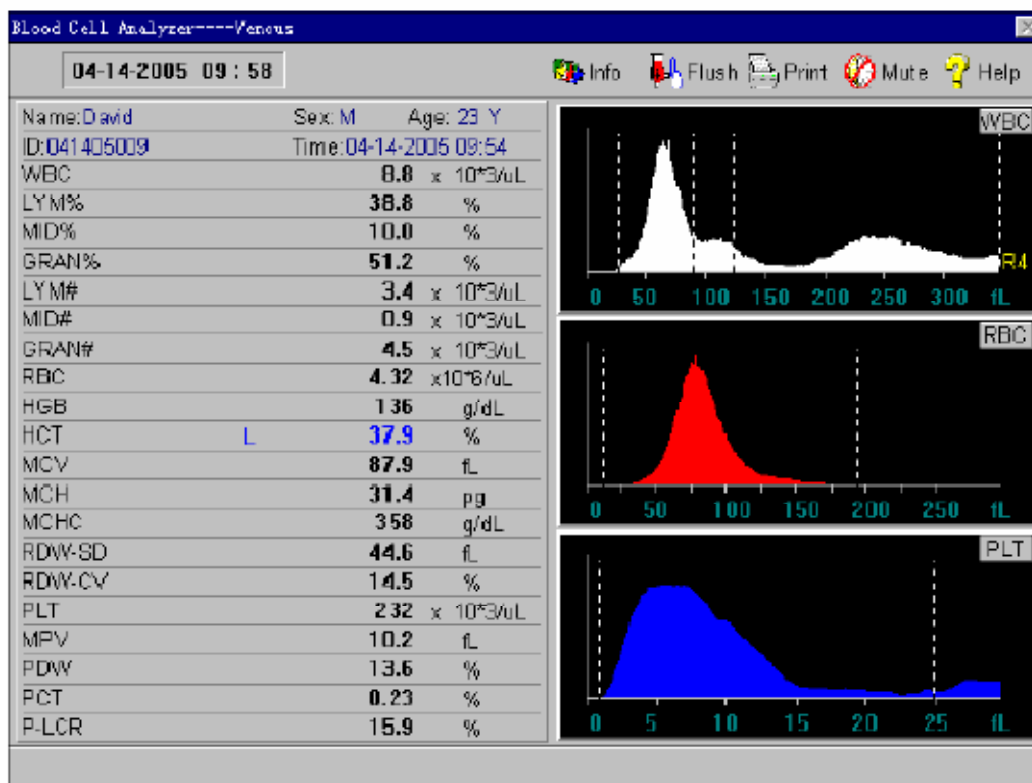 Blood Cell Analyzer----Venous
04-14-2005 09 : 58
Info Flush Print Mute Help
Name:David Sex: M Age: 23 Y
ID:041405009 Time:04-14-2005 09:54
WBC 8.8 x 10*3/uL
LYM% 38.8 %
MID% 10.0 %
GRAN% 51.2 %
LYM# 3.4 x 10*3/uL
MID# 0.9 x 10*3/uL
GRAN# 4.5 x 10*3/uL
RBC 4.32 x10*6/uL
HGB 136 g/dL
HCT L 37.9 %
MCV 87.9 fL
MCH 31.4 pg
MCHC 358 g/dL
RDW-SD 44.6 fL
RDW-CV 14.5 %
PLT 232 x 10*3/uL
MPV 10.2 fL
PDW 13.6 %
PCT 0.23 %
P-LCR 15.9 %
WBC
R4
0 50 100 150 200 250 300 fL
RBC
0 50 100 150 200 250 fL
PLT
0 5 10 15 20 25 fL